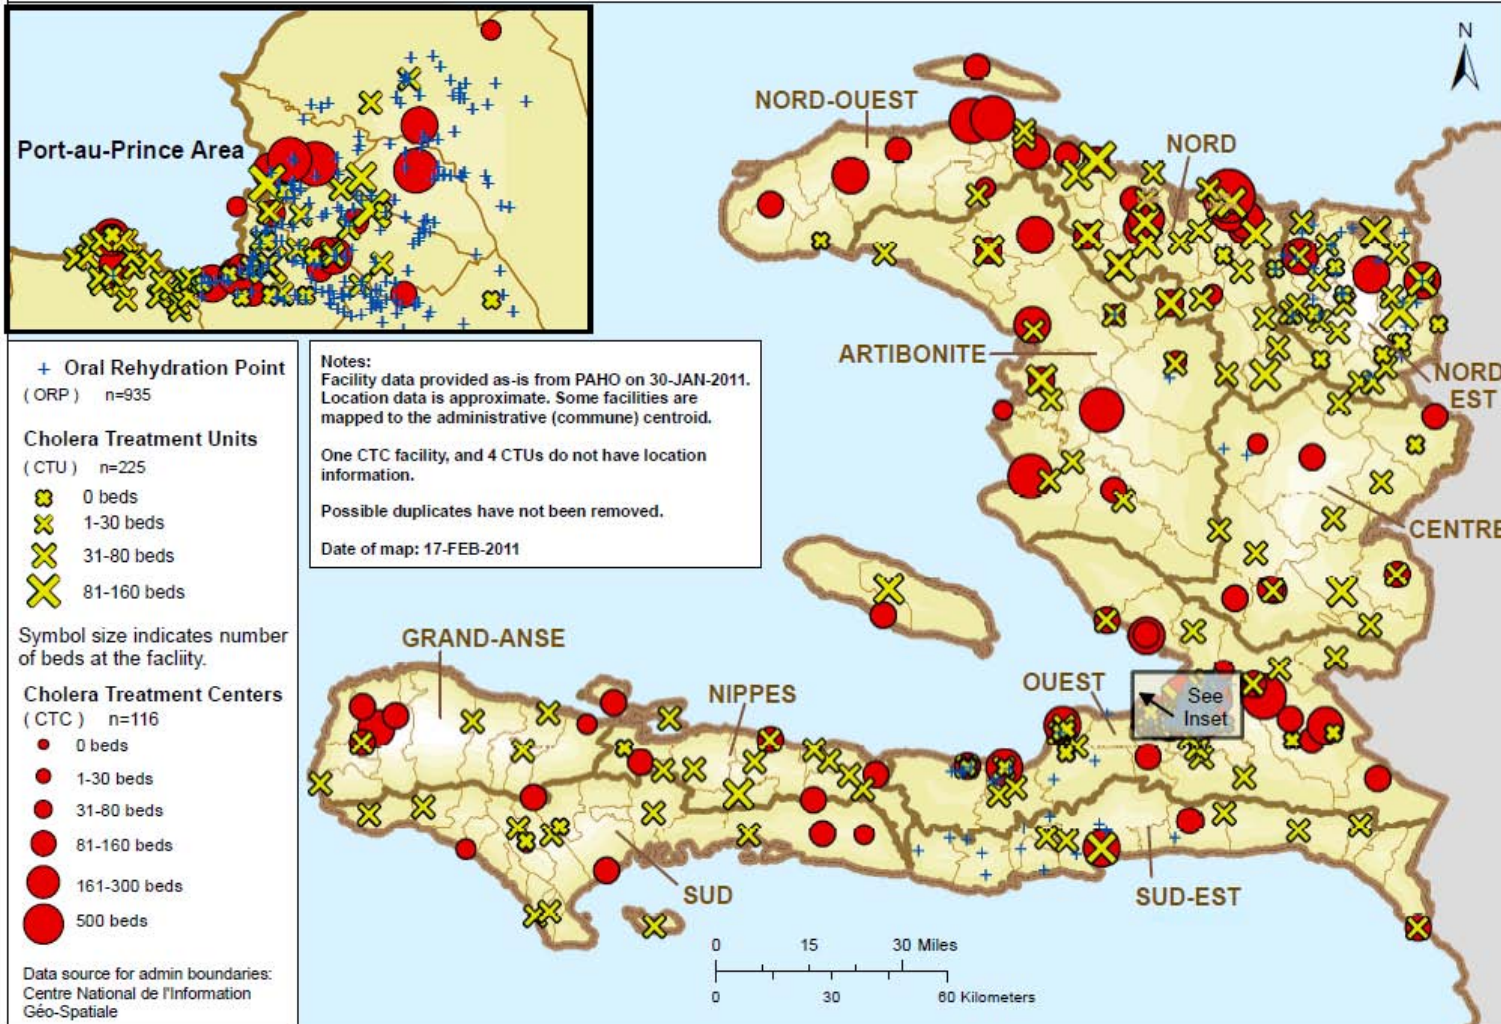 Port-au-Prince Area
+ Oral Rehydration Point
( ORP ) n=935
Cholera Treatment Units
( CTU ) n=225
0 beds
1-30 beds
31-80 beds
81-160 beds
Symbol size indicates number
of beds at the facliity.
Cholera Treatment Centers
( CTC ) n=116
0 beds
1-30 beds
31-80 beds
81-160 beds
161-300 beds
500 beds
Data source for admin boundaries:
Centre National de l'Information
Géo-Spatiale
Notes:
Facility data provided as-is from PAHO on 30-JAN-2011.
Location data is approximate. Some facilities are
mapped to the administrative (commune) centroid.
One CTC facility, and 4 CTUs do not have location
information.
Possible duplicates have not been removed.
Date of map: 17-FEB-2011
N
NORD-OUEST
NORD
ARTIBONITE
NORD
EST
CENTRE
GRAND-ANSE
NIPPES
OUEST
See
Inset
SUD
SUD-EST
0 15 30 Miles
0 30 60 Kilometers